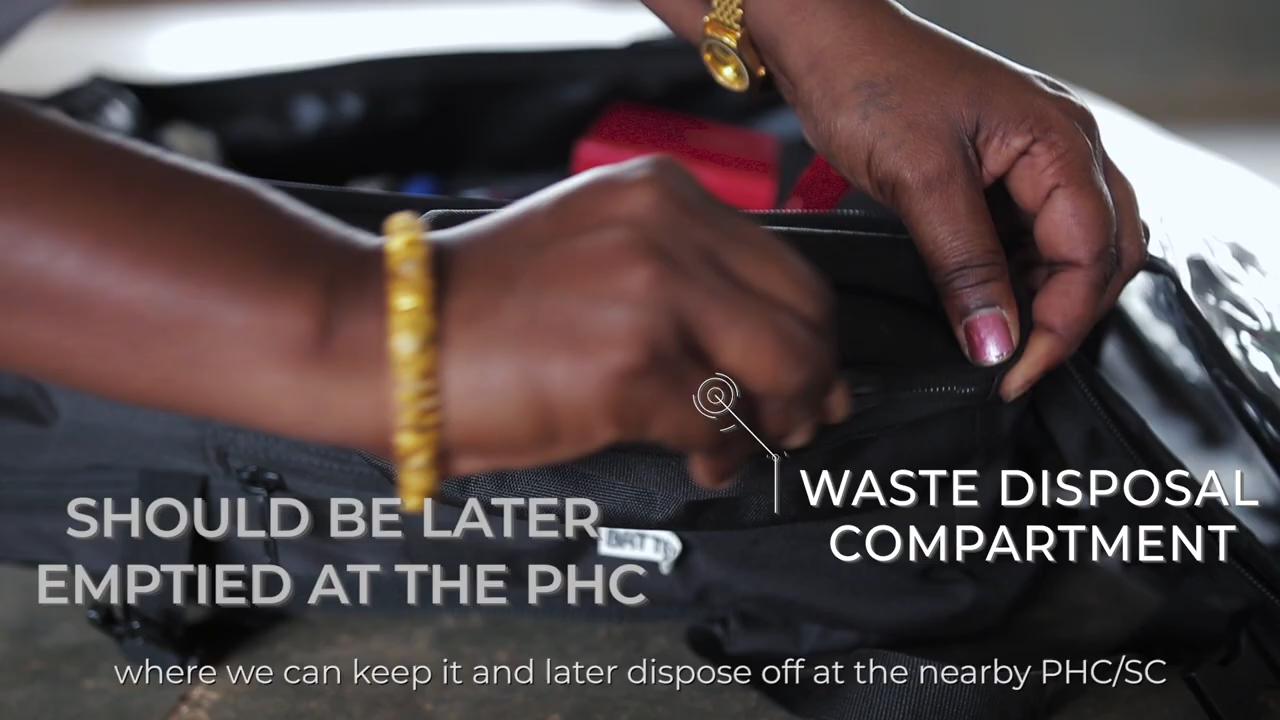 WASTE DISPOSAL
COMPARTMENT
SHOULD BE LATER
EMPTIED AT THE PHC
where we can keep it and later dispose off at the nearby PHC/SC